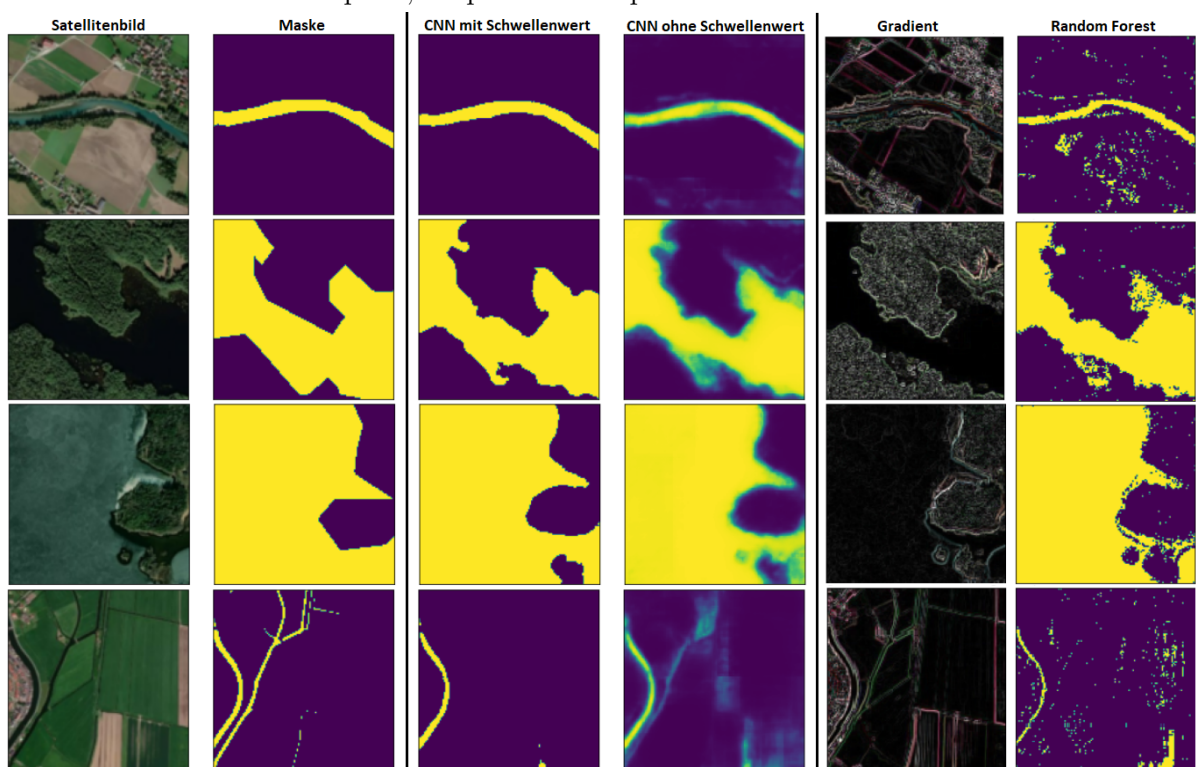 Satellitenbild
Maske
CNN mit Schwellenwert
CNN ohne Schwellenwert
Gradient
Random Forest